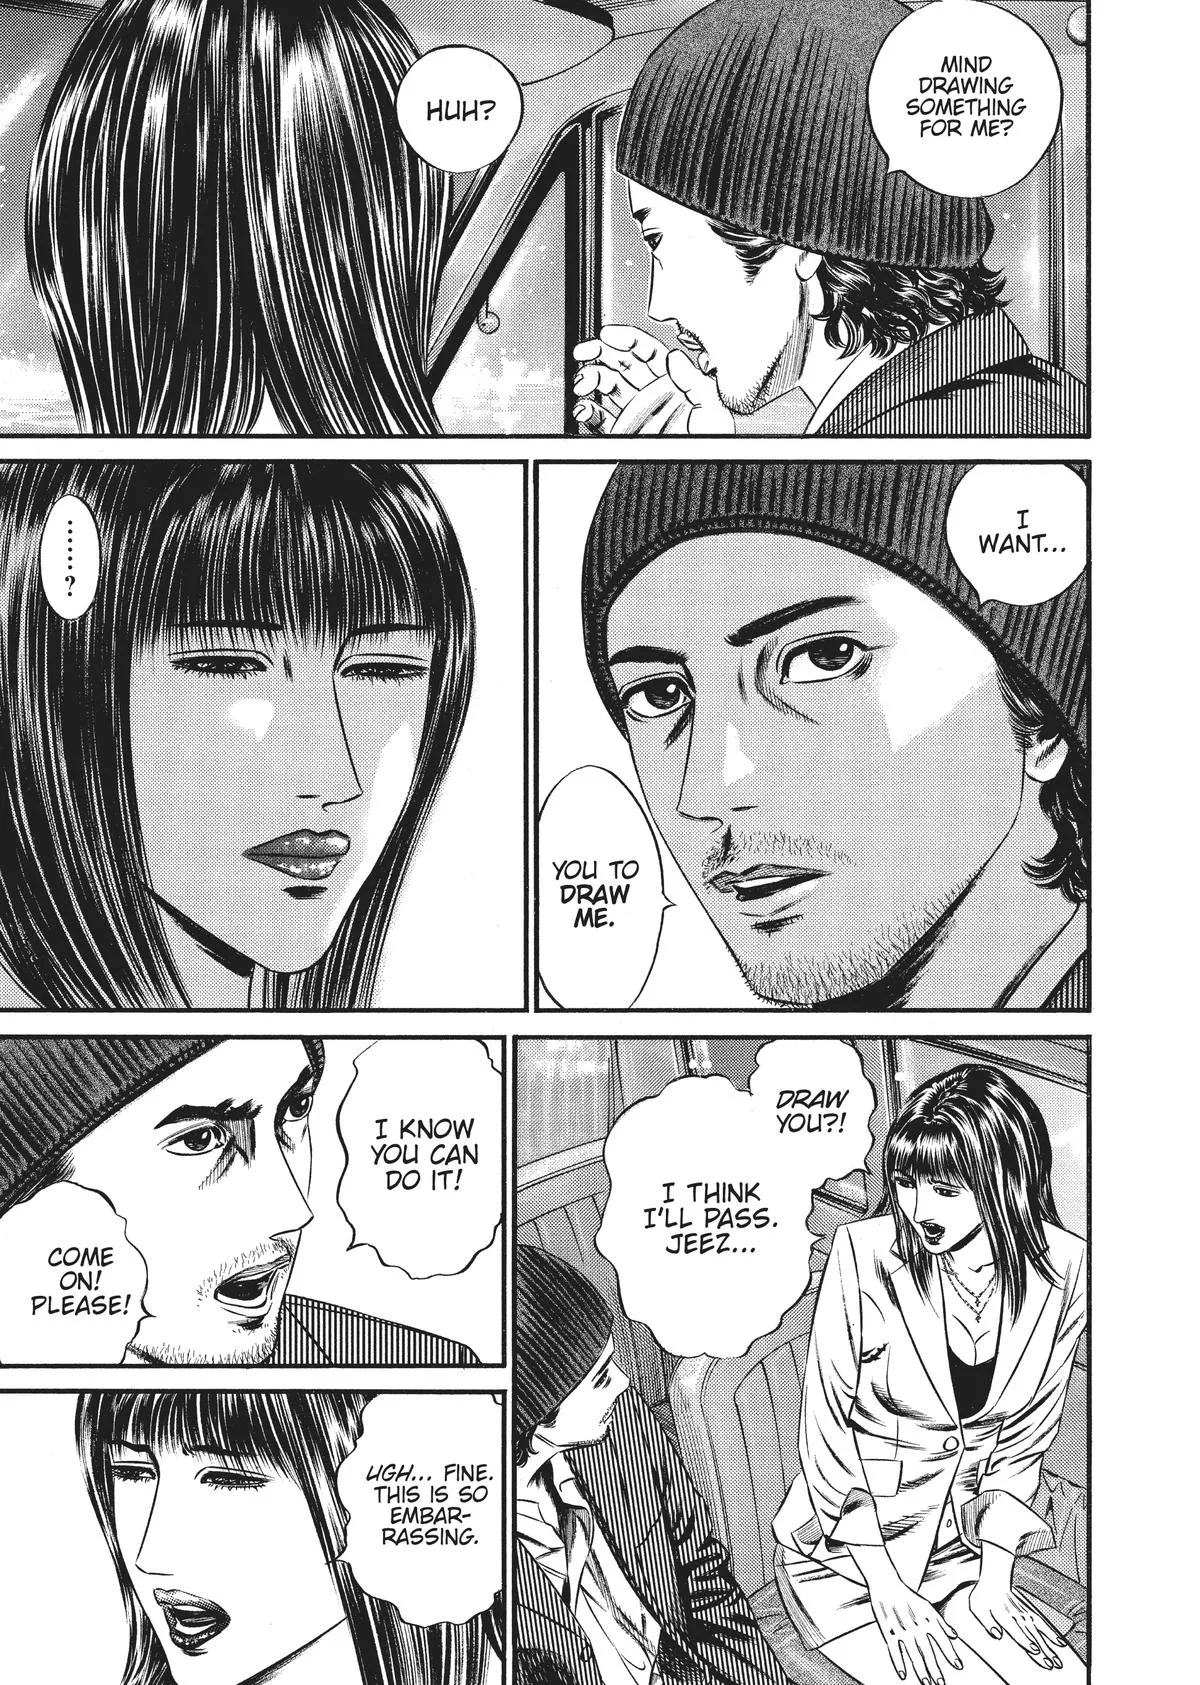 MIND
DRAWING
SOMETHING
FOR ME?
HUH?
I
WANT...
YOU TO
DRAW
ME.
......?
DRAW
YOU?!
I THINK
I'LL PASS.
JEEZ...
I KNOW
YOU CAN
DO IT!
COME
ON!
PLEASE!
UGH... FINE.
THIS IS SO
EMBAR-
RASSING.